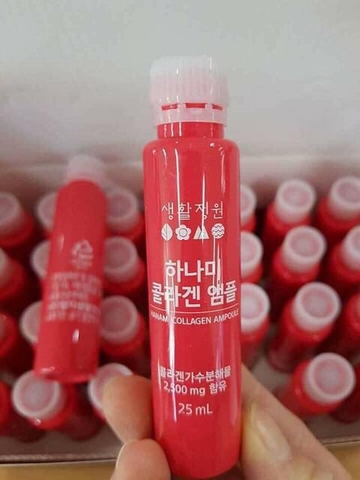 생활정원
하나미
콜라겐 앰플
HANAMI COLLAGEN AMPOULE
콜라겐가수분해물
2,500 mg 함유
25 mL